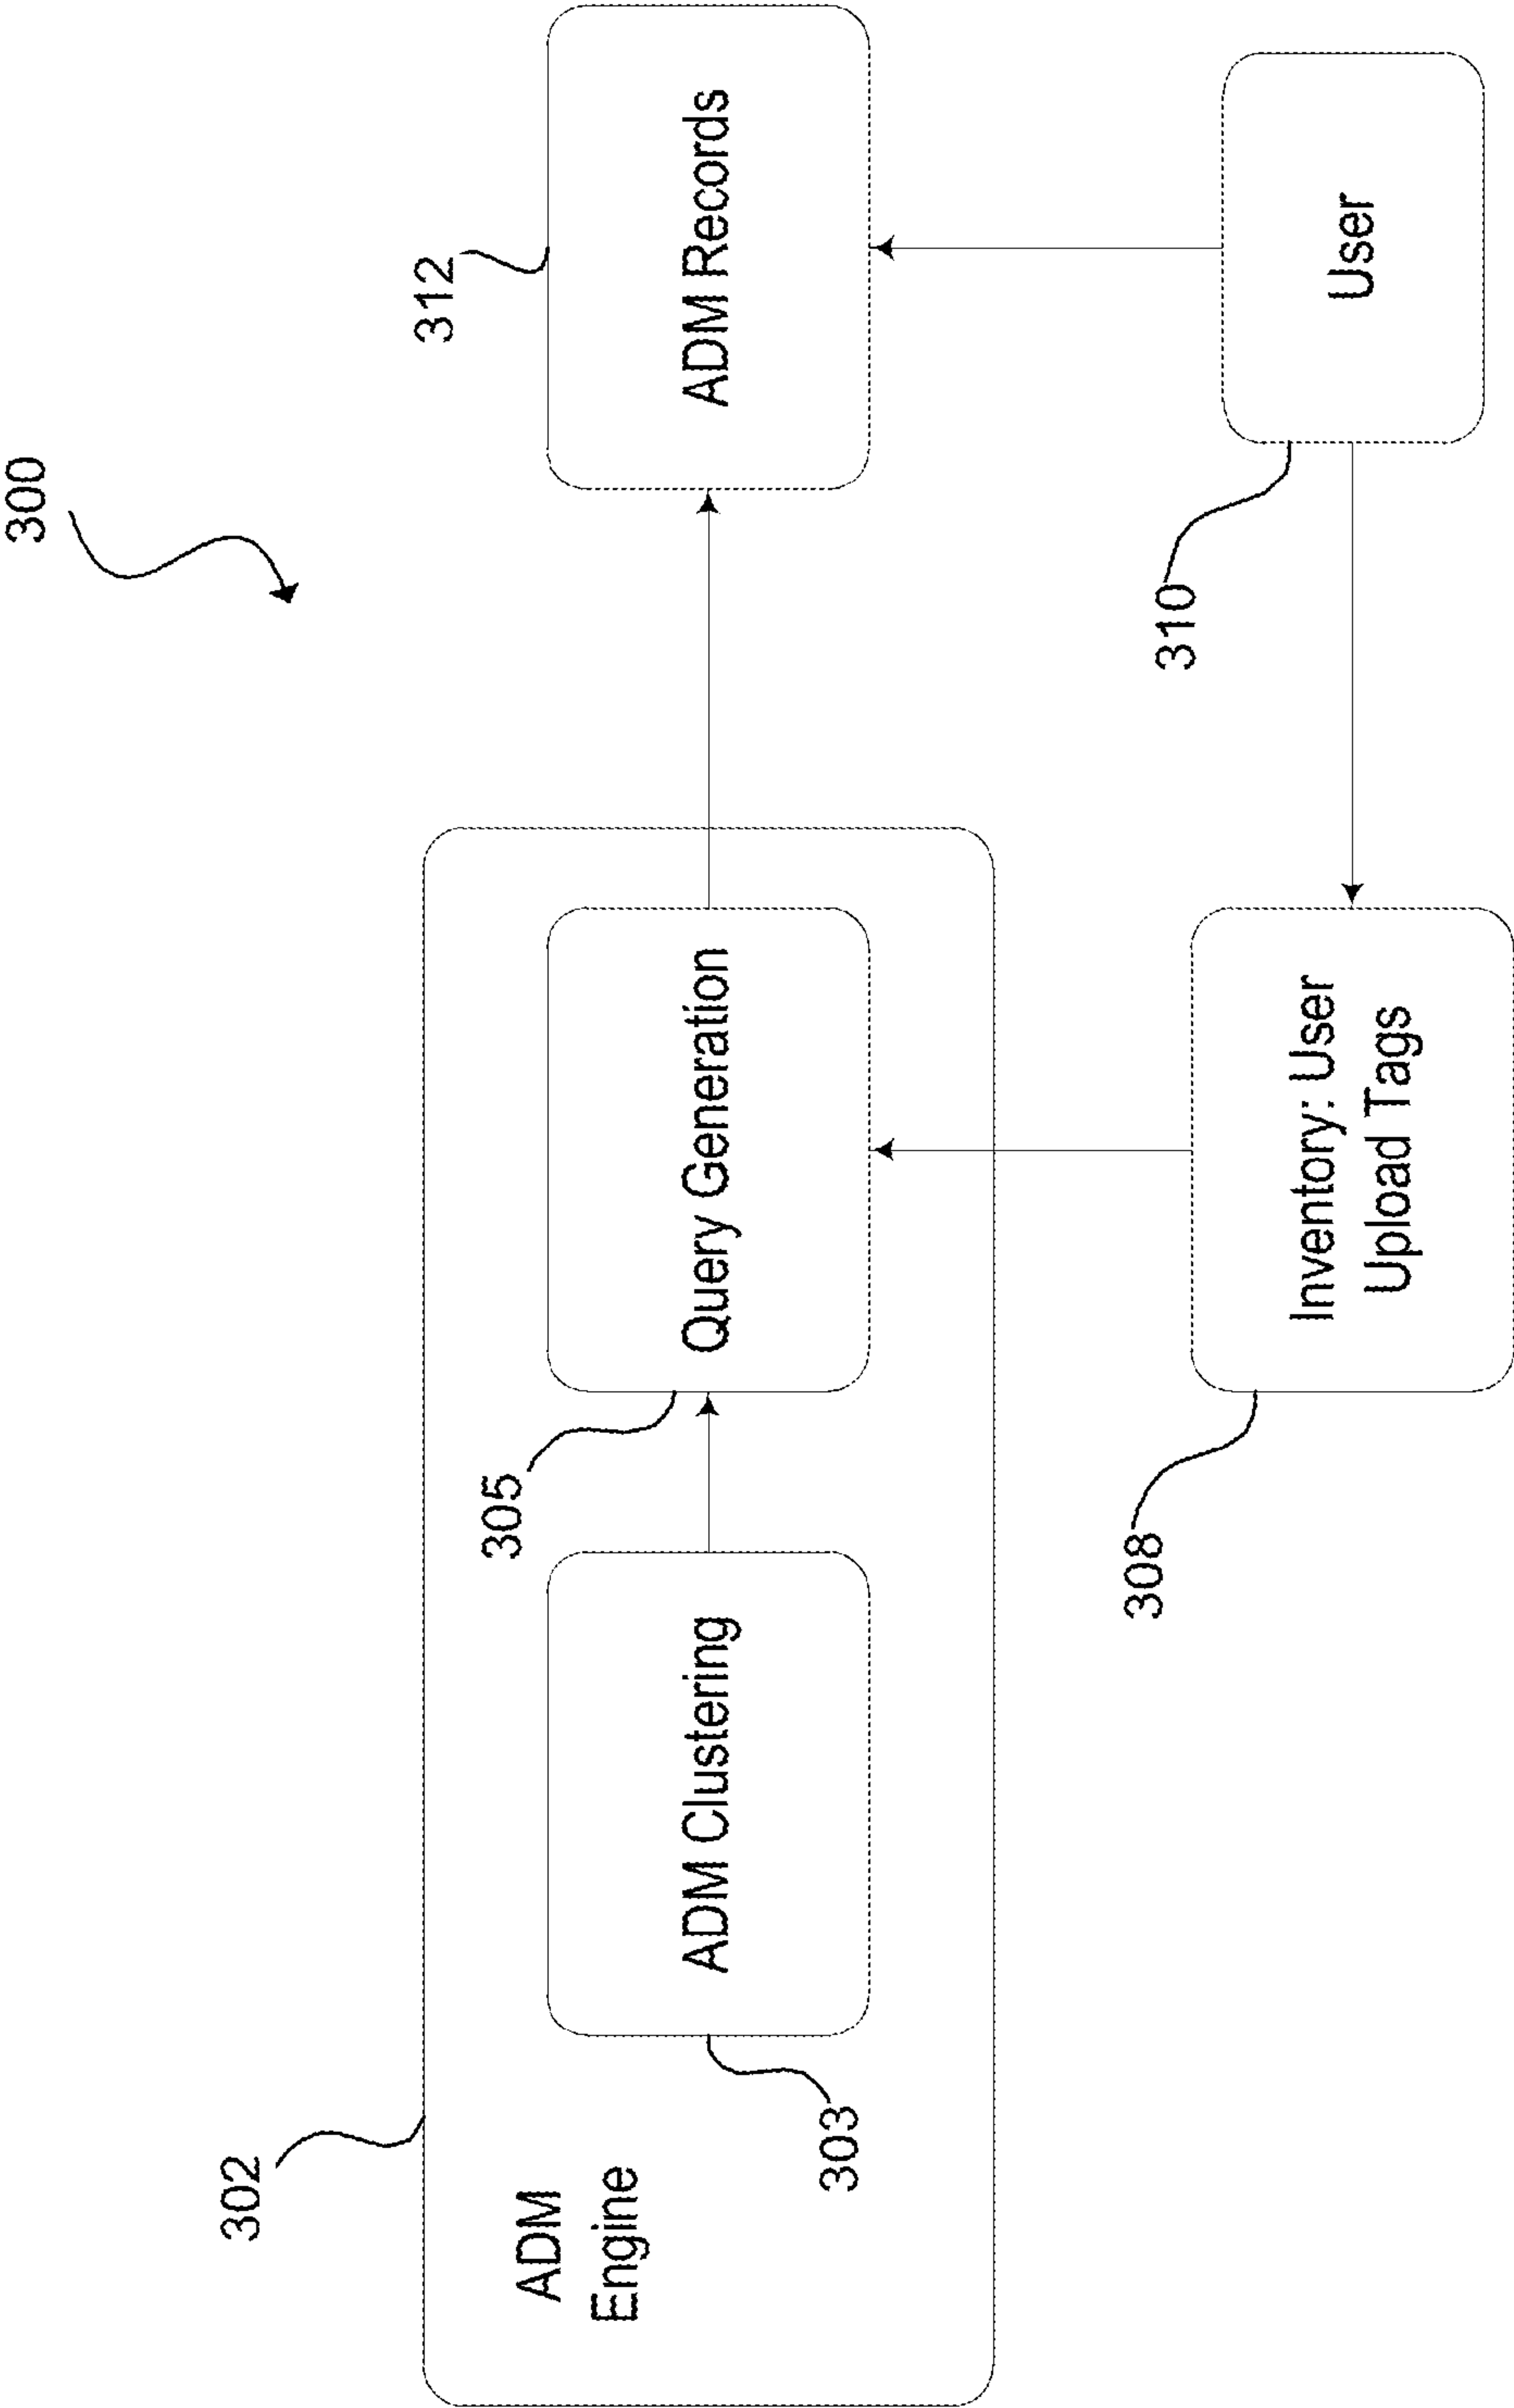 300
302
ADM
Engine
303
ADM Clustering
305
Query Generation
312
ADM Records
308
Inventory: User
Upload Tags
310
User